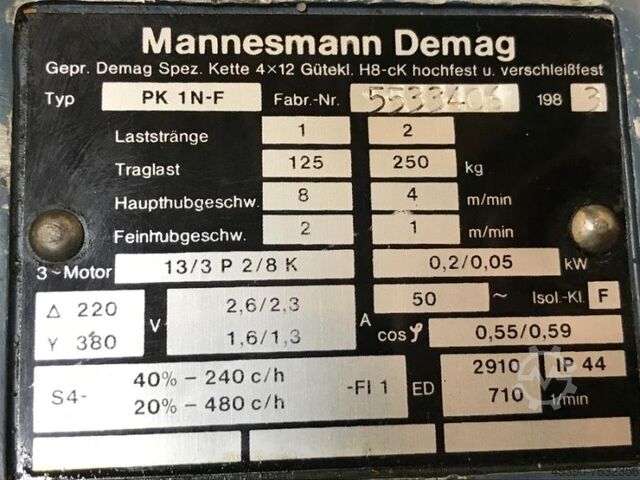 Mannesmann Demag
Gepr. Demag Spez. Kette 4×12 Gütekl. H8-cK hochfest u. verschleißfest
Typ PK 1N-F Fabr.-Nr. 5533406 198 3
Laststränge 1 2
Traglast 125 250 kg
Haupthubgeschw. 8 4 m/min
Feinhubgeschw. 2 1 m/min
3~Motor 13/3 P 2/8 K 0,2/0,05 kW
Δ 220 V 2,6/2,3 A 50 ~ Isol.-Kl. F
Y 380 1,6/1,3 cos φ 0,55/0,59
S4- 40% - 240 c/h -FI 1 ED 2910 IP 44
20% - 480 c/h 710 1/min